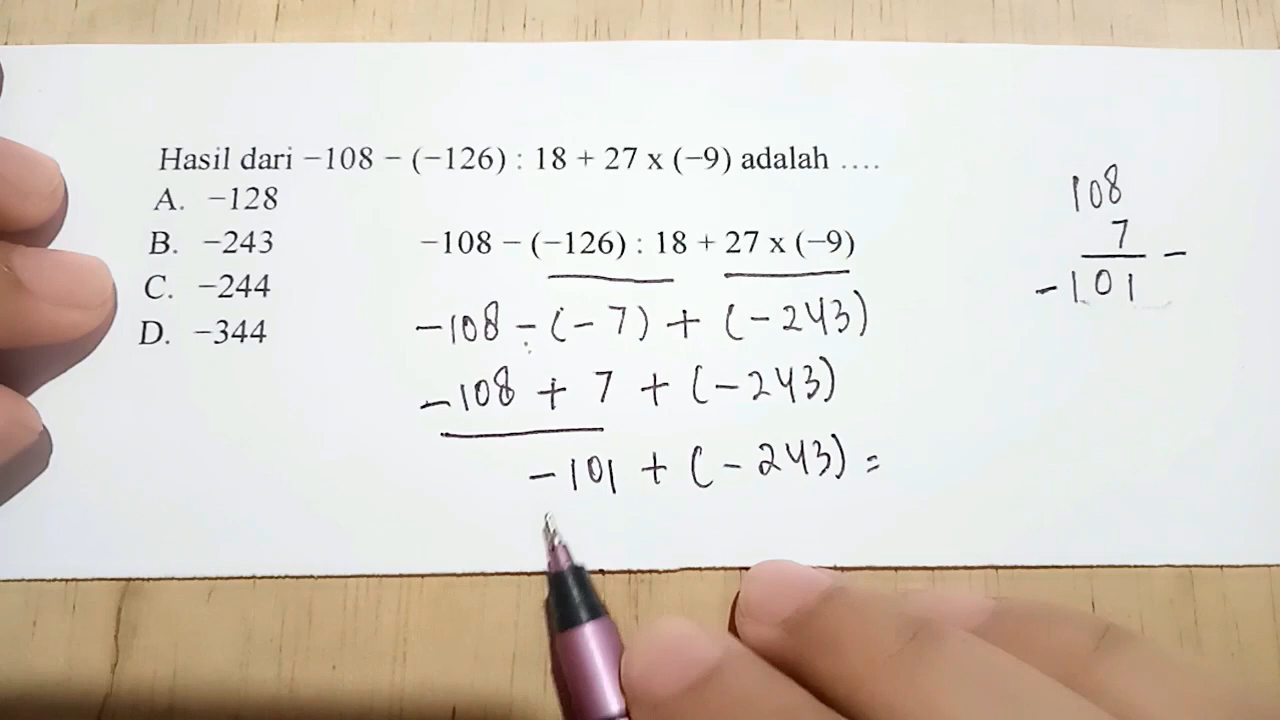 Hasil dari −108 − (−126) : 18 + 27 x (−9) adalah ….
A. −128
B. −243
C. −244
D. −344
−108 − (−126) : 18 + 27 x (−9)
−108 − (−7) + (−243)
−108 + 7 + (−243)
−101 + (−243) =
108
7 −
−101